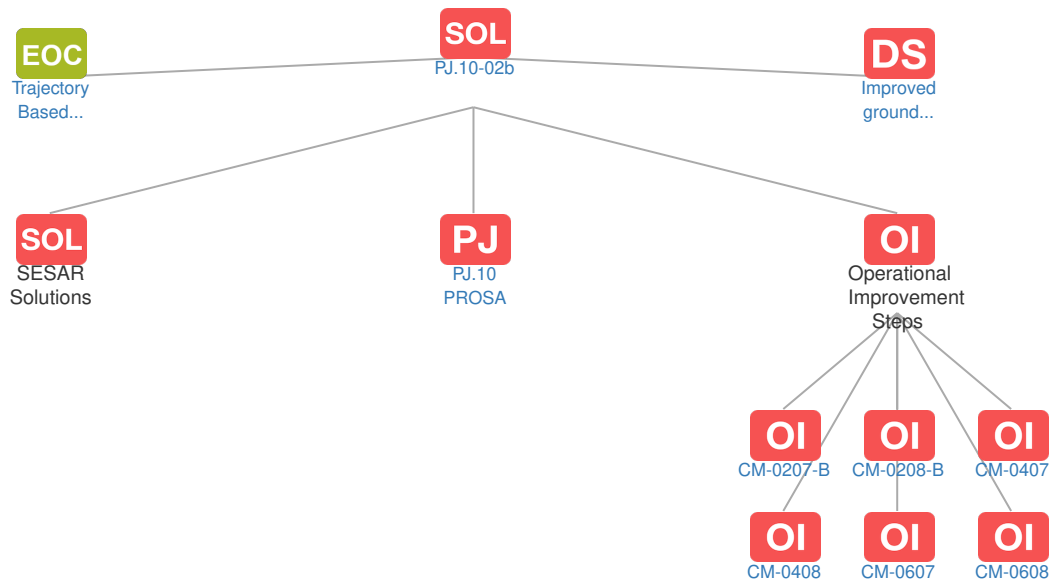 EOC
Trajectory
Based...
SOL
PJ.10-02b
DS
Improved
ground...
SOL
SESAR
Solutions
PJ
PJ.10
PROSA
OI
Operational
Improvement
Steps
OI
CM-0207-B
OI
CM-0208-B
OI
CM-0407
OI
CM-0408
OI
CM-0607
OI
CM-0608